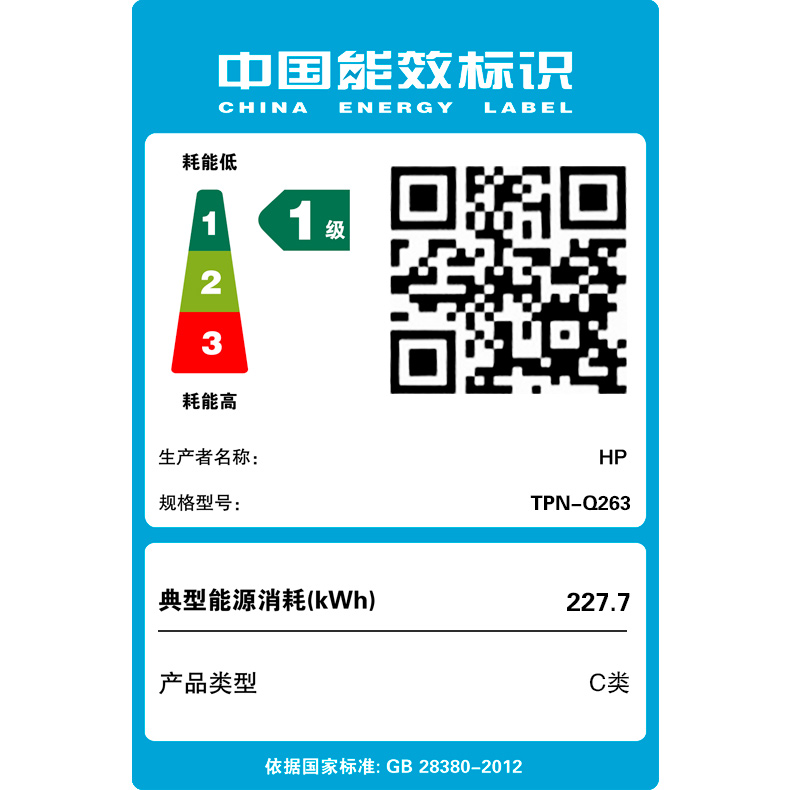 中国能效标识
CHINA ENERGY LABEL
耗能低
1
1级
2
3
耗能高
生产者名称: HP
规格型号: TPN-Q263
典型能源消耗(kWh) 227.7
产品类型 C类
依据国家标准: GB 28380-2012